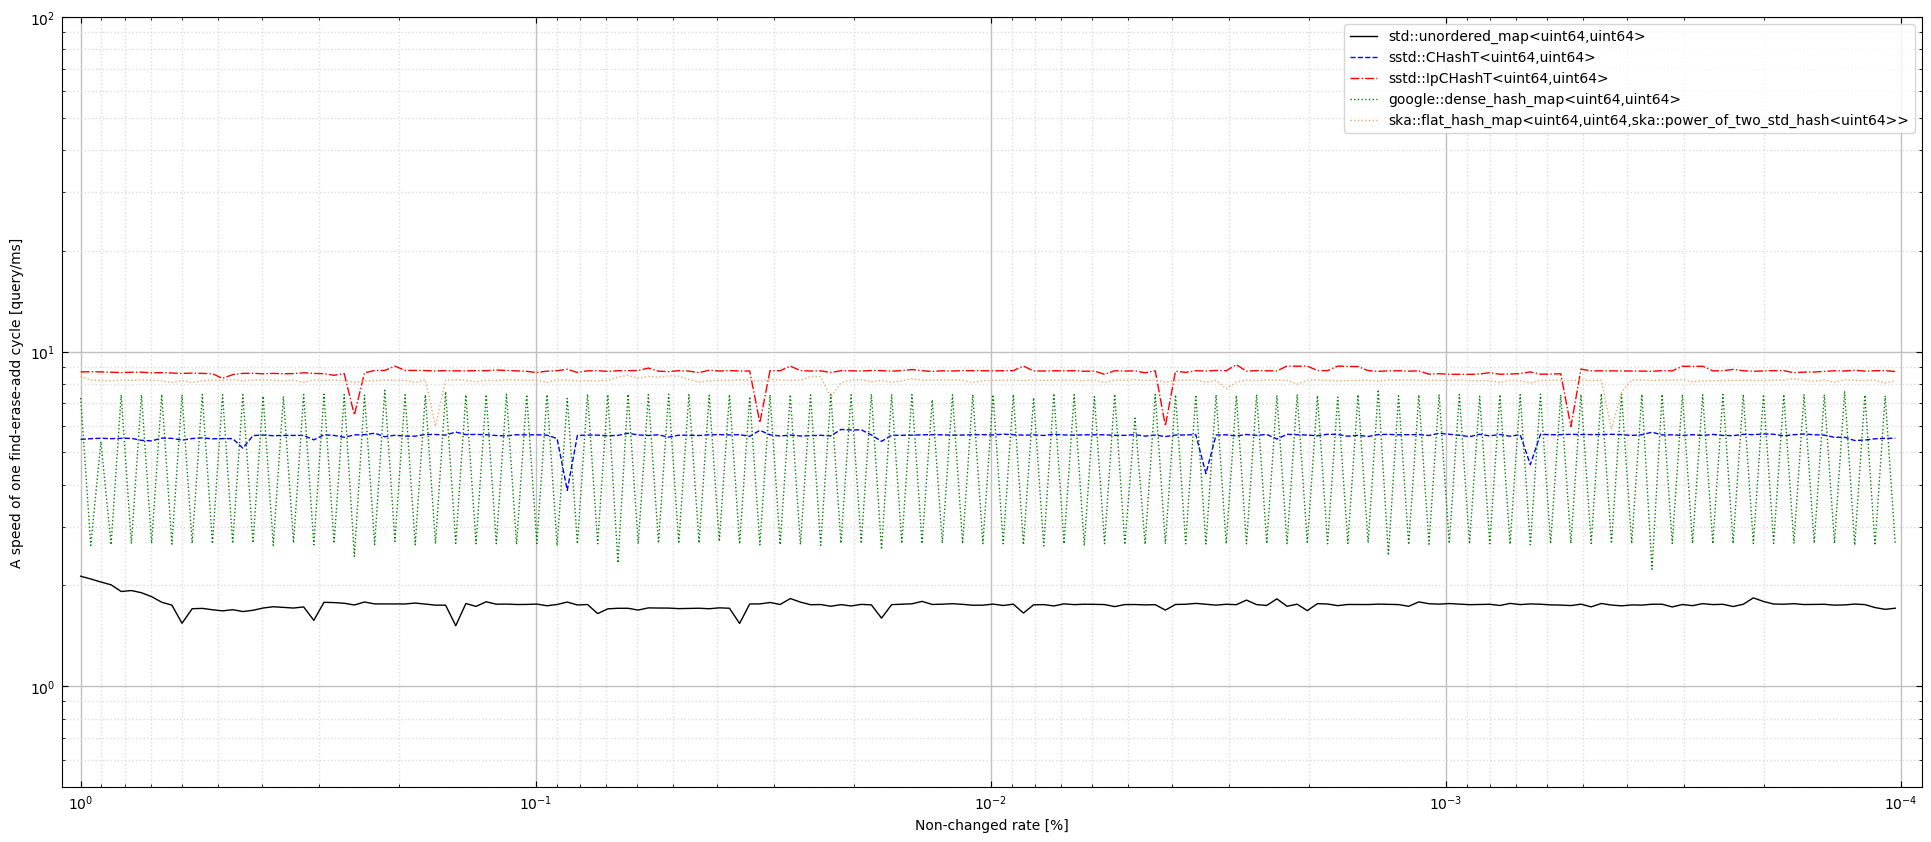 A speed of one find-erase-add cycle [query/ms]
10²
10¹
10⁰
std::unordered_map<uint64,uint64>
sstd::CHashT<uint64,uint64>
sstd::IpCHashT<uint64,uint64>
google::dense_hash_map<uint64,uint64>
ska::flat_hash_map<uint64,uint64,ska::power_of_two_std_hash<uint64>>
10⁰ 10⁻¹ 10⁻² 10⁻³ 10⁻⁴
Non-changed rate [%]